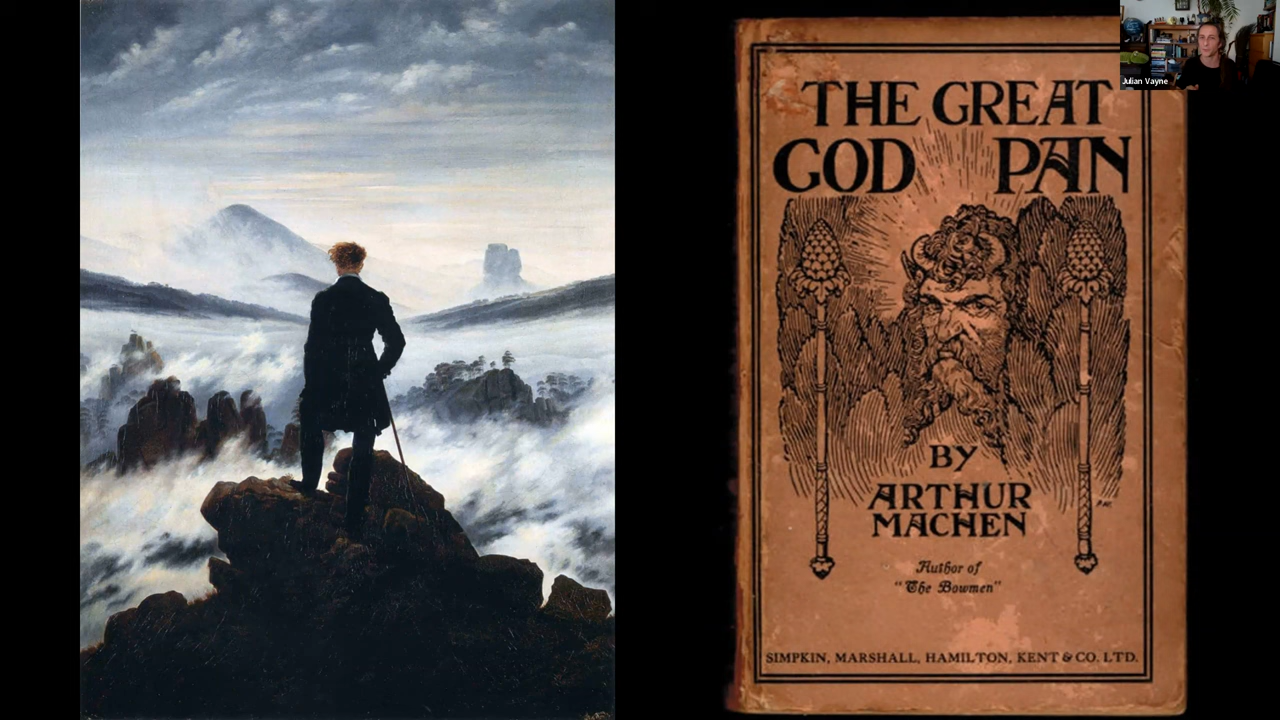 THE GREAT
GOD PAN
BY
ARTHUR
MACHEN
Author of
"The Bowmen"
SIMPKIN, MARSHALL, HAMILTON, KENT & CO. LTD.
Julian Vayne